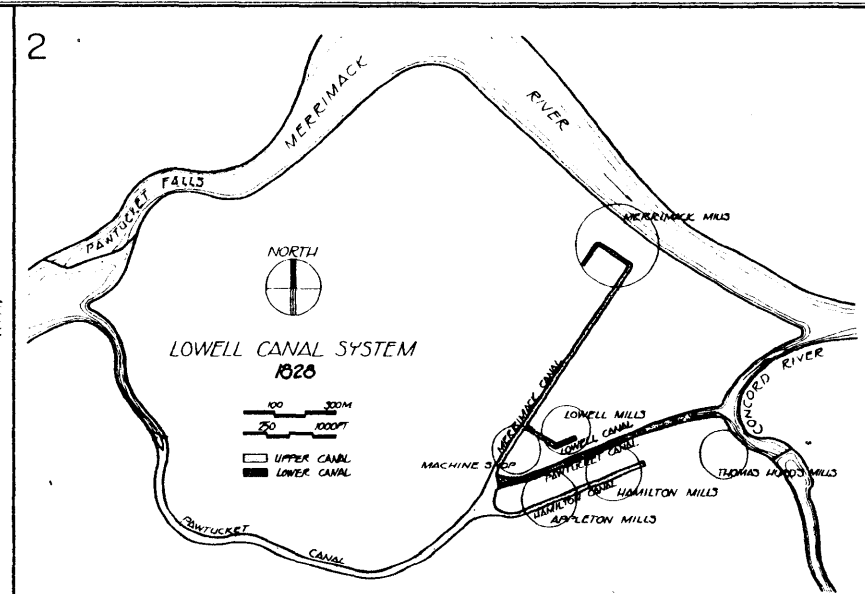 2
MERRIMACK
RIVER
PAWTUCKET FALLS
MERRIMACK MILLS
NORTH
LOWELL CANAL SYSTEM
1828
100 300M
250 1000FT
UPPER CANAL
LOWER CANAL
MERRIMACK CANAL
LOWELL MILLS
LOWELL CANAL
PAWTUCKET CANAL
MACHINE SHOP
CONCORD RIVER
THOMAS HURD'S MILLS
HAMILTON CANAL
HAMILTON MILLS
APPLETON MILLS
PAWTUCKET
CANAL